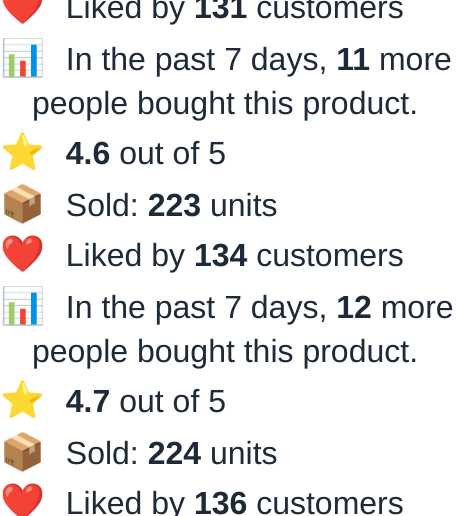 Liked by 131 customers
In the past 7 days, 11 more
people bought this product.
4.6 out of 5
Sold: 223 units
Liked by 134 customers
In the past 7 days, 12 more
people bought this product.
4.7 out of 5
Sold: 224 units
Liked by 136 customers